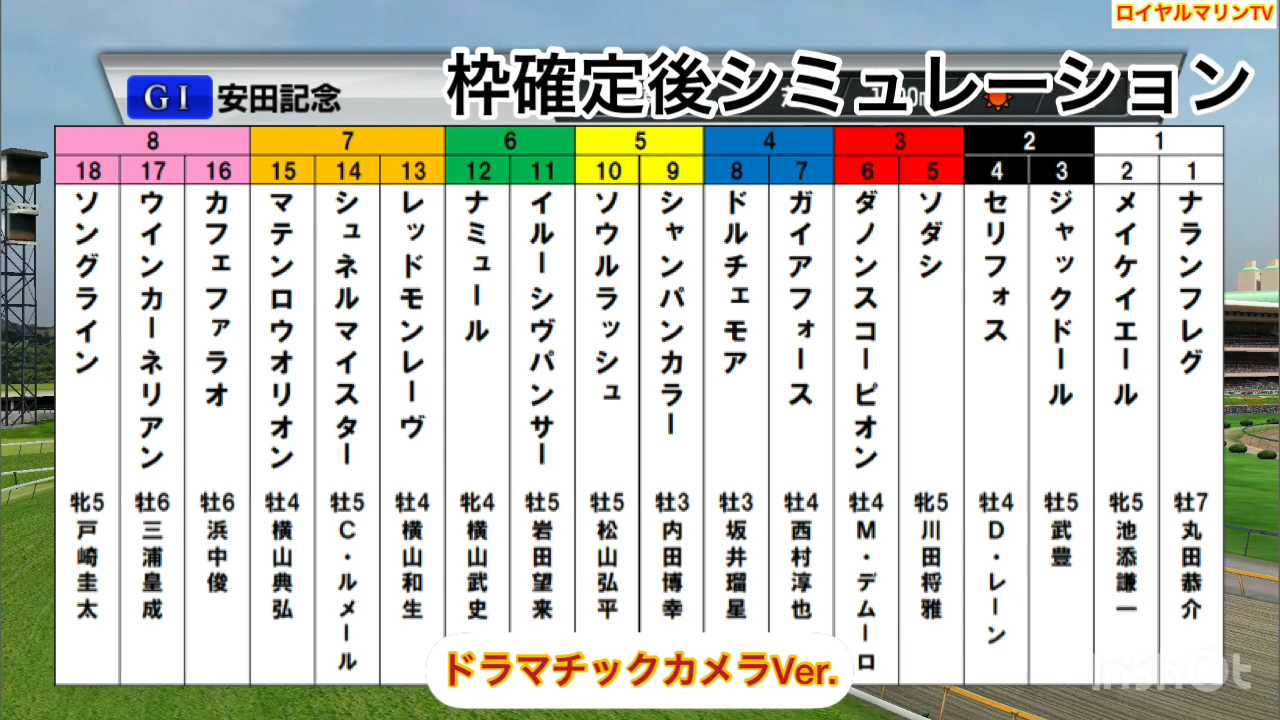 ロイヤルマリンTV
枠確定後シミュレーション
GI 安田記念
8 7 6 5 4 3 2 1
18 17 16 15 14 13 12 11 10 9 8 7 6 5 4 3 2 1
ナランフレグ 牡7 丸田恭介
メイケイエール 牝5 池添謙一
ジャックドール 牡5 武豊
セリフォス 牡4 D・レーン
ソダシ 牝5 川田将雅
ダノンスコーピオン 牡4 M・デムーロ
ガイアフォース 牡4 西村淳也
ドルチェモア 牡3 坂井瑠星
シャンパンカラー 牡3 内田博幸
ソウルラッシュ 牡5 松山弘平
イルーシヴパンサー 牡5 岩田望来
ナミュール 牝4 横山武史
レッドモンレーヴ 牡4 横山和生
シュネルマイスター 牡5 C・ルメール
マテンロウオリオン 牡4 横山典弘
カフェファラオ 牡6 浜中俊
ウインカーネリアン 牡6 三浦皇成
ソングライン 牝5 戸崎圭太
ドラマチックカメラVer.
InShOt